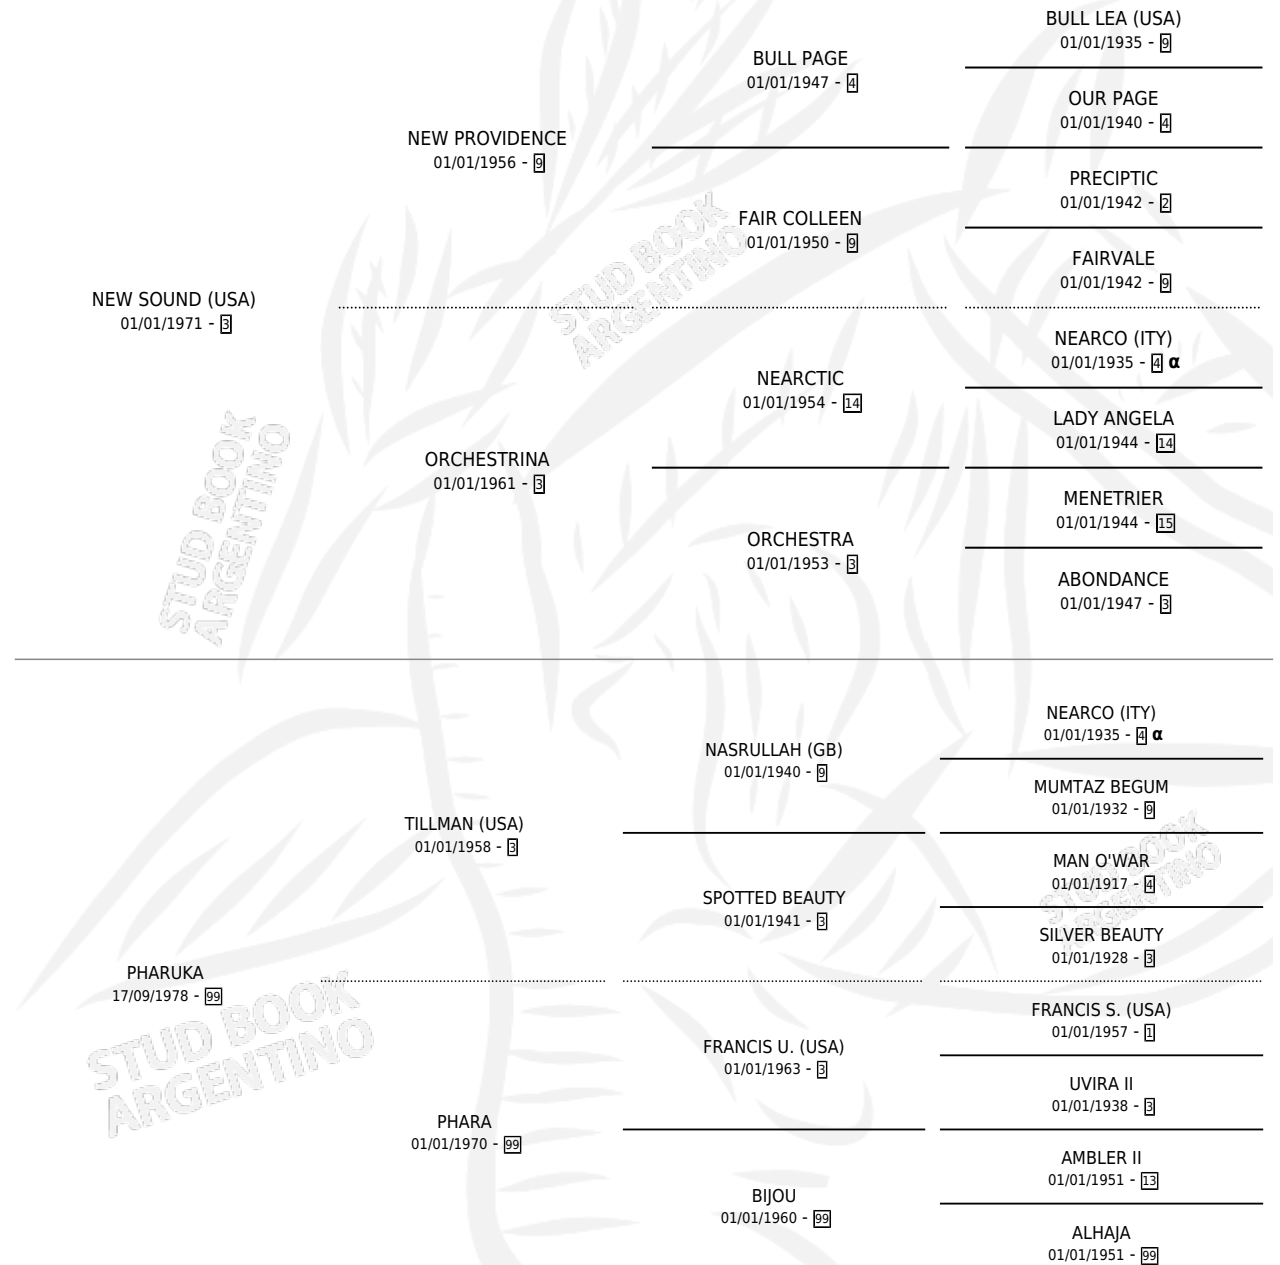 NEW SOUND (USA)
01/01/1971 - 3
NEW PROVIDENCE
01/01/1956 - 9
ORCHESTRINA
01/01/1961 - 3
BULL PAGE
01/01/1947 - 4
FAIR COLLEEN
01/01/1950 - 9
NEARCTIC
01/01/1954 - 14
ORCHESTRA
01/01/1953 - 3
BULL LEA (USA)
01/01/1935 - 9
OUR PAGE
01/01/1940 - 4
PRECIPTIC
01/01/1942 - 2
FAIRVALE
01/01/1942 - 9
NEARCO (ITY)
01/01/1935 - 4 α
LADY ANGELA
01/01/1944 - 14
MENETRIER
01/01/1944 - 15
ABONDANCE
01/01/1947 - 3
STUD BOOK
ARGENTINO
STUD BOOK
ARGENTINO
PHARUKA
17/09/1978 - 99
TILLMAN (USA)
01/01/1958 - 3
PHARA
01/01/1970 - 99
NASRULLAH (GB)
01/01/1940 - 9
SPOTTED BEAUTY
01/01/1941 - 3
FRANCIS U. (USA)
01/01/1963 - 3
BIJOU
01/01/1960 - 99
NEARCO (ITY)
01/01/1935 - 4 α
MUMTAZ BEGUM
01/01/1932 - 9
MAN O'WAR
01/01/1917 - 4
SILVER BEAUTY
01/01/1928 - 3
FRANCIS S. (USA)
01/01/1957 - 1
UVIRA II
01/01/1938 - 3
AMBLER II
01/01/1951 - 13
ALHAJA
01/01/1951 - 99
STUD BOOK
ARGENTINO
STUD BOOK
ARGENTINO